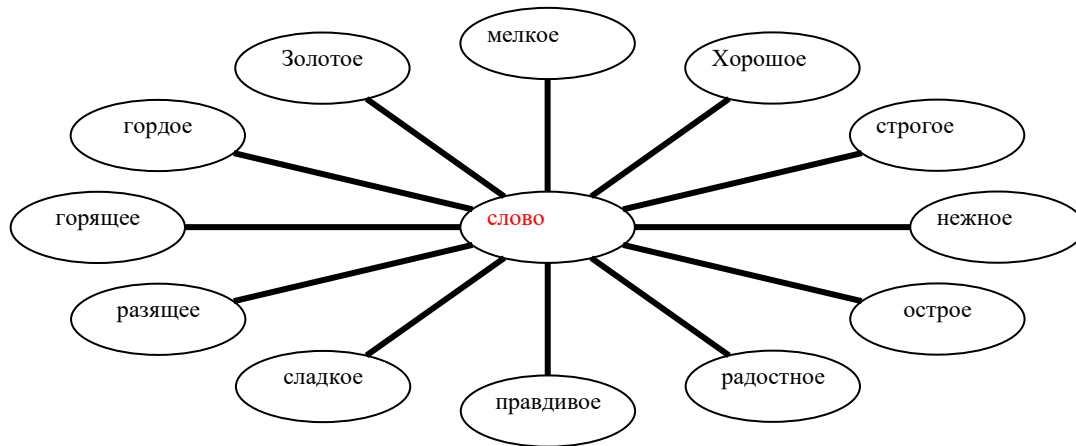 мелкое
Золотое
Хорошое
гордое
строгое
горящее
слово
нежное
разящее
острое
сладкое
радостное
правдивое